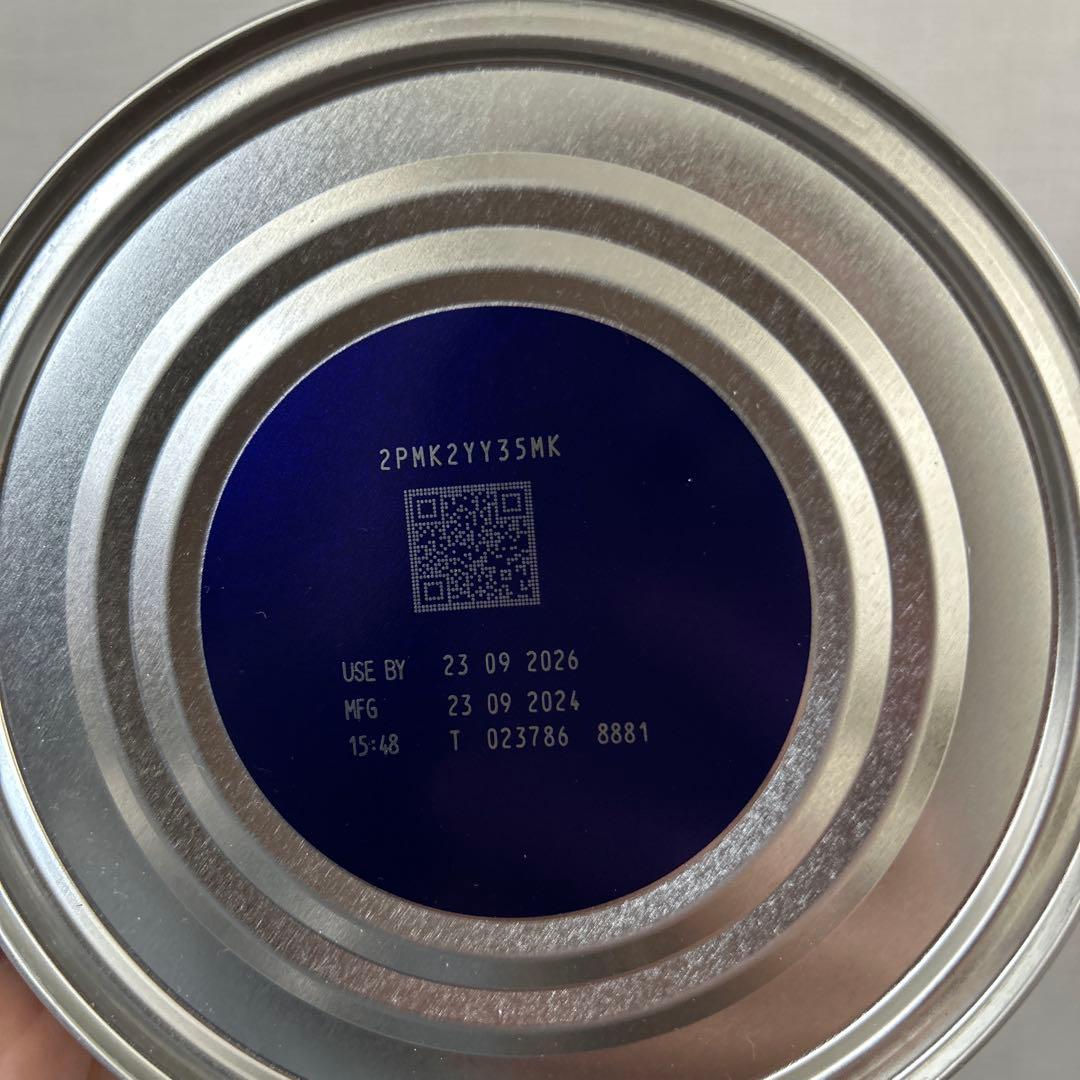 2PMK2YY35MK
USE BY 23 09 2026
MFG 23 09 2024
15:48 T 023786 8881